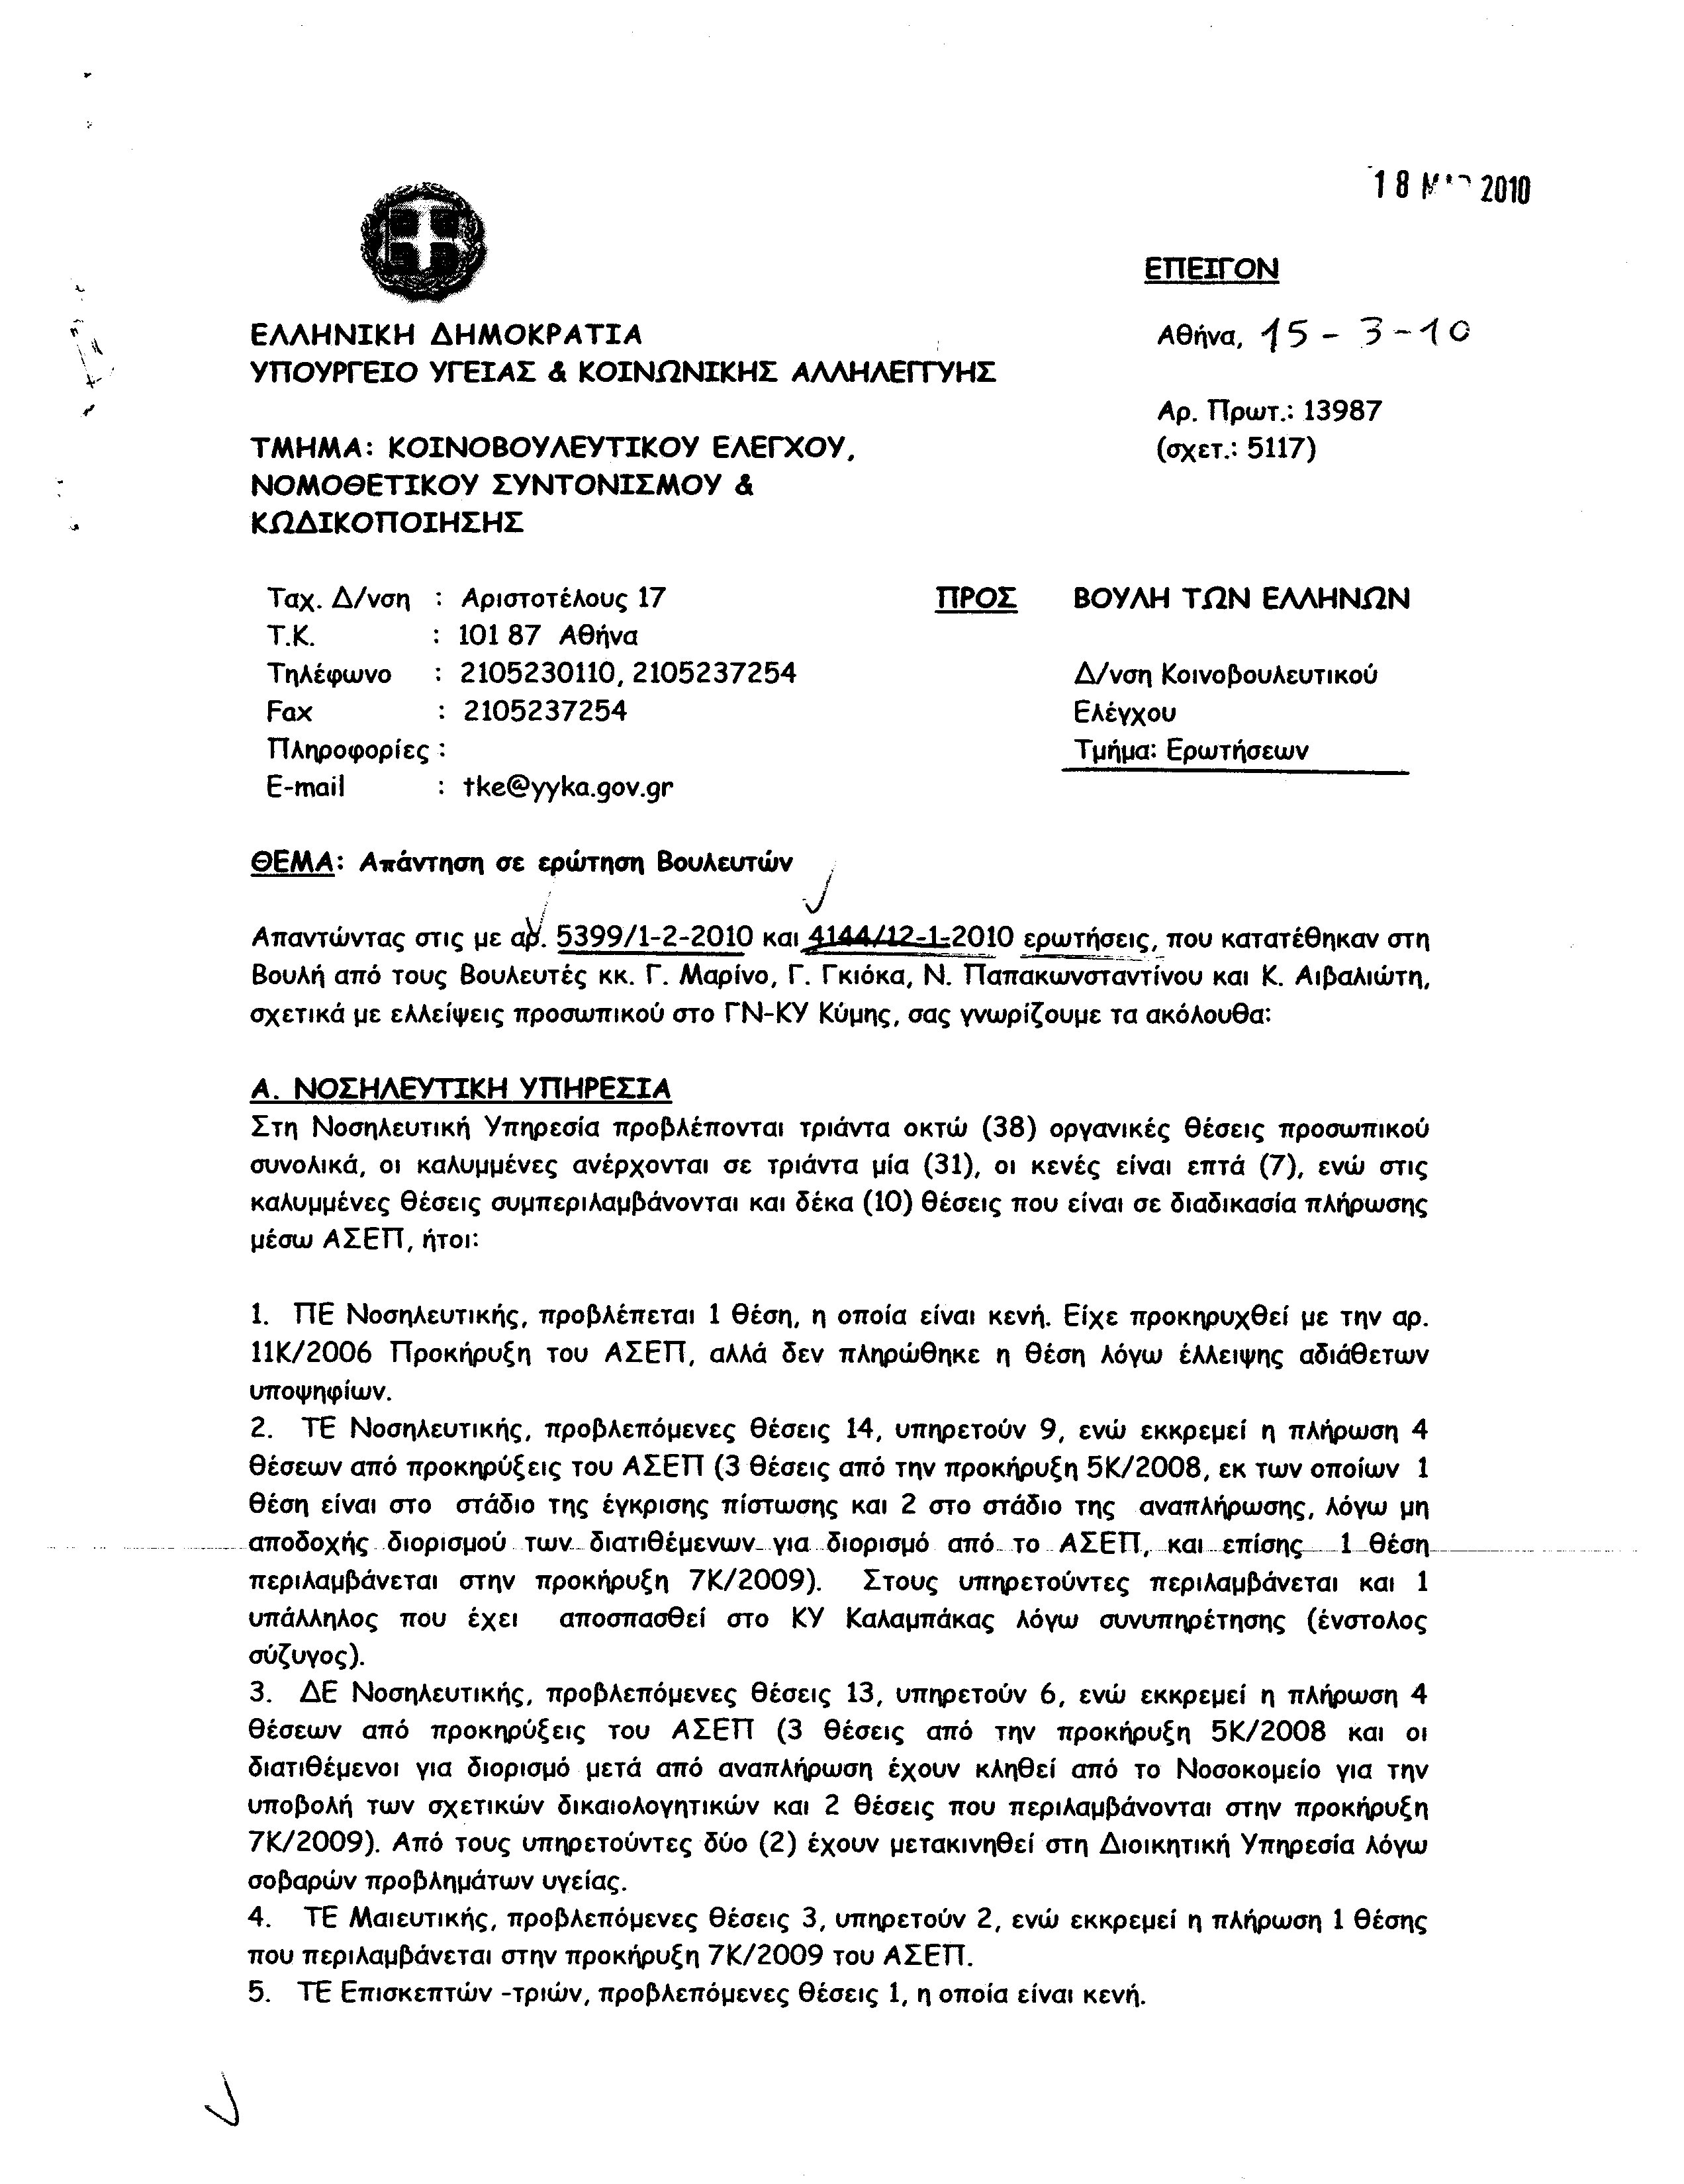 18 2010
ΕΠΕΙΓΟΝ
ΕΛΛΗΝΙΚΗ ΔΗΜΟΚΡΑΤΙΑ
Αθήνα, 15-3-10
ΥΠΟΥΡΓΕΙΟ ΥΓΕΙΑΣ & ΚΟΙΝΩΝΙΚΗΣ ΑΛΛΗΛΕΓΓΥΗΣ
Αρ. Πρωτ.: 13987
ΤΜΗΜΑ: ΚΟΙΝΟΒΟΥΛΕΥΤΙΚΟΥ ΕΛΕΓΧΟΥ,
(σχετ.: 5117)
ΝΟΜΟΘΕΤΙΚΟΥ ΣΥΝΤΟΝΙΣΜΟΥ &
ΚΩΔΙΚΟΠΟΙΗΣΗΣ
Ταχ. Δ/νση : Αριστοτέλους 17
Τ.Κ. : 101 87 Αθήνα
Τηλέφωνο : 2105230110, 2105237254
Fax : 2105237254
Πληροφορίες :
E-mail : tke@yyka.gov.gr
ΠΡΟΣ ΒΟΥΛΗ ΤΩΝ ΕΛΛΗΝΩΝ
Δ/νση Κοινοβουλευτικού
Ελέγχου
Τμήμα: Ερωτήσεων
ΘΕΜΑ: Απάντηση σε ερώτηση Βουλευτών
Απαντώντας στις με αρ. 5399/1-2-2010 και 4144/12-1-2010 ερωτήσεις, που κατατέθηκαν στη
Βουλή από τους Βουλευτές κκ. Γ. Μαρίνο, Γ. Γκιόκα, Ν. Παπακωνσταντίνου και Κ. Αιβαλιώτη,
σχετικά με ελλείψεις προσωπικού στο ΓΝ-ΚΥ Κύμης, σας γνωρίζουμε τα ακόλουθα:
Α. ΝΟΣΗΛΕΥΤΙΚΗ ΥΠΗΡΕΣΙΑ
Στη Νοσηλευτική Υπηρεσία προβλέπονται τριάντα οκτώ (38) οργανικές θέσεις προσωπικού
συνολικά, οι καλυμμένες ανέρχονται σε τριάντα μία (31), οι κενές είναι επτά (7), ενώ στις
καλυμμένες θέσεις συμπεριλαμβάνονται και δέκα (10) θέσεις που είναι σε διαδικασία πλήρωσης
μέσω ΑΣΕΠ, ήτοι:
1. ΠΕ Νοσηλευτικής, προβλέπεται 1 θέση, η οποία είναι κενή. Είχε προκηρυχθεί με την αρ.
11Κ/2006 Προκήρυξη του ΑΣΕΠ, αλλά δεν πληρώθηκε η θέση λόγω έλλειψης αδιάθετων
υποψηφίων.
2. ΤΕ Νοσηλευτικής, προβλεπόμενες θέσεις 14, υπηρετούν 9, ενώ εκκρεμεί η πλήρωση 4
θέσεων από προκηρύξεις του ΑΣΕΠ (3 θέσεις από την προκήρυξη 5Κ/2008, εκ των οποίων 1
θέση είναι στο στάδιο της έγκρισης πίστωσης και 2 στο στάδιο της αναπλήρωσης, λόγω μη
αποδοχής διορισμού των διατιθέμενων για διορισμό από το ΑΣΕΠ, και επίσης 1 θέση
περιλαμβάνεται στην προκήρυξη 7Κ/2009). Στους υπηρετούντες περιλαμβάνεται και 1
υπάλληλος που έχει αποσπασθεί στο ΚΥ Καλαμπάκας λόγω συνυπηρέτησης (ένστολος
σύζυγος).
3. ΔΕ Νοσηλευτικής, προβλεπόμενες θέσεις 13, υπηρετούν 6, ενώ εκκρεμεί η πλήρωση 4
θέσεων από προκηρύξεις του ΑΣΕΠ (3 θέσεις από την προκήρυξη 5Κ/2008 και οι
διατιθέμενοι για διορισμό μετά από αναπλήρωση έχουν κληθεί από το Νοσοκομείο για την
υποβολή των σχετικών δικαιολογητικών και 2 θέσεις που περιλαμβάνονται στην προκήρυξη
7Κ/2009). Από τους υπηρετούντες δύο (2) έχουν μετακινηθεί στη Διοικητική Υπηρεσία λόγω
σοβαρών προβλημάτων υγείας.
4. ΤΕ Μαιευτικής, προβλεπόμενες θέσεις 3, υπηρετούν 2, ενώ εκκρεμεί η πλήρωση 1 θέσης
που περιλαμβάνεται στην προκήρυξη 7Κ/2009 του ΑΣΕΠ.
5. ΤΕ Επισκεπτών -τριών, προβλεπόμενες θέσεις 1, η οποία είναι κενή.